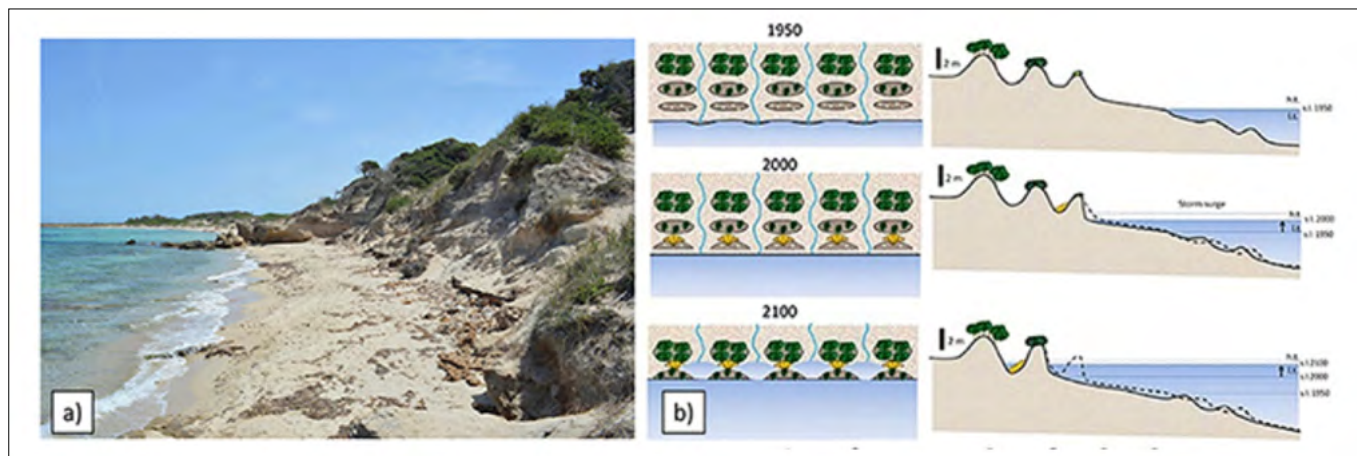 a)
b)
1950
2 m
h.t.
s.l. 1950
l.t.
2000
2 m
Storm surge
h.t.
s.l. 2000
l.t.
s.l. 1950
2100
2 m
h.t.
s.l. 2100
l.t.
s.l. 2000
s.l. 1950